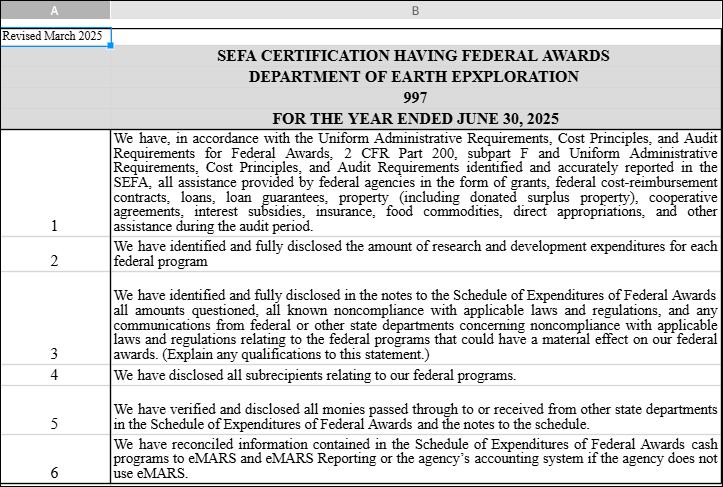 A B
Revised March 2025
SEFA CERTIFICATION HAVING FEDERAL AWARDS
DEPARTMENT OF EARTH EPXPLORATION
997
FOR THE YEAR ENDED JUNE 30, 2025
We have, in accordance with the Uniform Administrative Requirements, Cost Principles, and Audit
Requirements for Federal Awards, 2 CFR Part 200, subpart F and Uniform Administrative
Requirements, Cost Principles, and Audit Requirements identified and accurately reported in the
SEFA, all assistance provided by federal agencies in the form of grants, federal cost-reimbursement
contracts, loans, loan guarantees, property (including donated surplus property), cooperative
agreements, interest subsidies, insurance, food commodities, direct appropriations, and other
1 assistance during the audit period.
We have identified and fully disclosed the amount of research and development expenditures for each
2 federal program
We have identified and fully disclosed in the notes to the Schedule of Expenditures of Federal Awards
all amounts questioned, all known noncompliance with applicable laws and regulations, and any
communications from federal or other state departments concerning noncompliance with applicable
laws and regulations relating to the federal programs that could have a material effect on our federal
3 awards. (Explain any qualifications to this statement.)
4 We have disclosed all subrecipients relating to our federal programs.
We have verified and disclosed all monies passed through to or received from other state departments
5 in the Schedule of Expenditures of Federal Awards and the notes to the schedule.
We have reconciled information contained in the Schedule of Expenditures of Federal Awards cash
programs to eMARS and eMARS Reporting or the agency's accounting system if the agency does not
6 use eMARS.